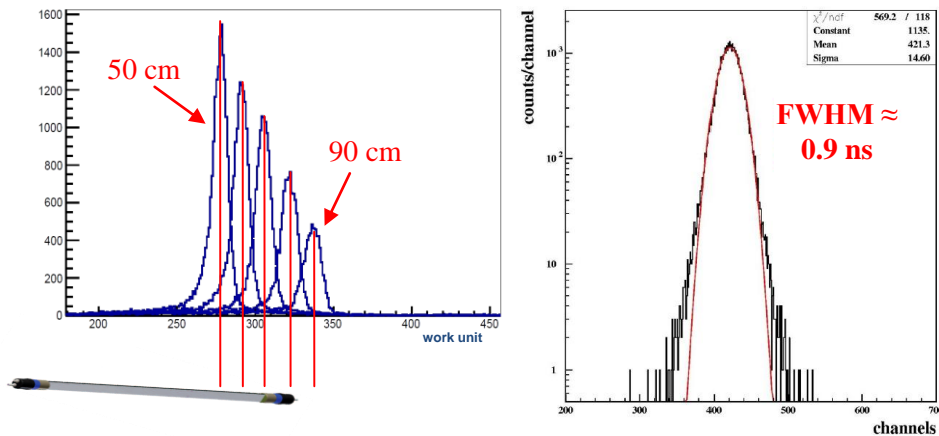 1600
1400
1200
1000
800
600
400
200
0
200
250
300
350
400
450
work unit
50 cm
90 cm
χ²/ndf 569.2 / 118
Constant 1135.
Mean 421.3
Sigma 14.60
FWHM ≈
0.9 ns
counts/channel
10³
10²
10
1
200
400
500
600
700
channels